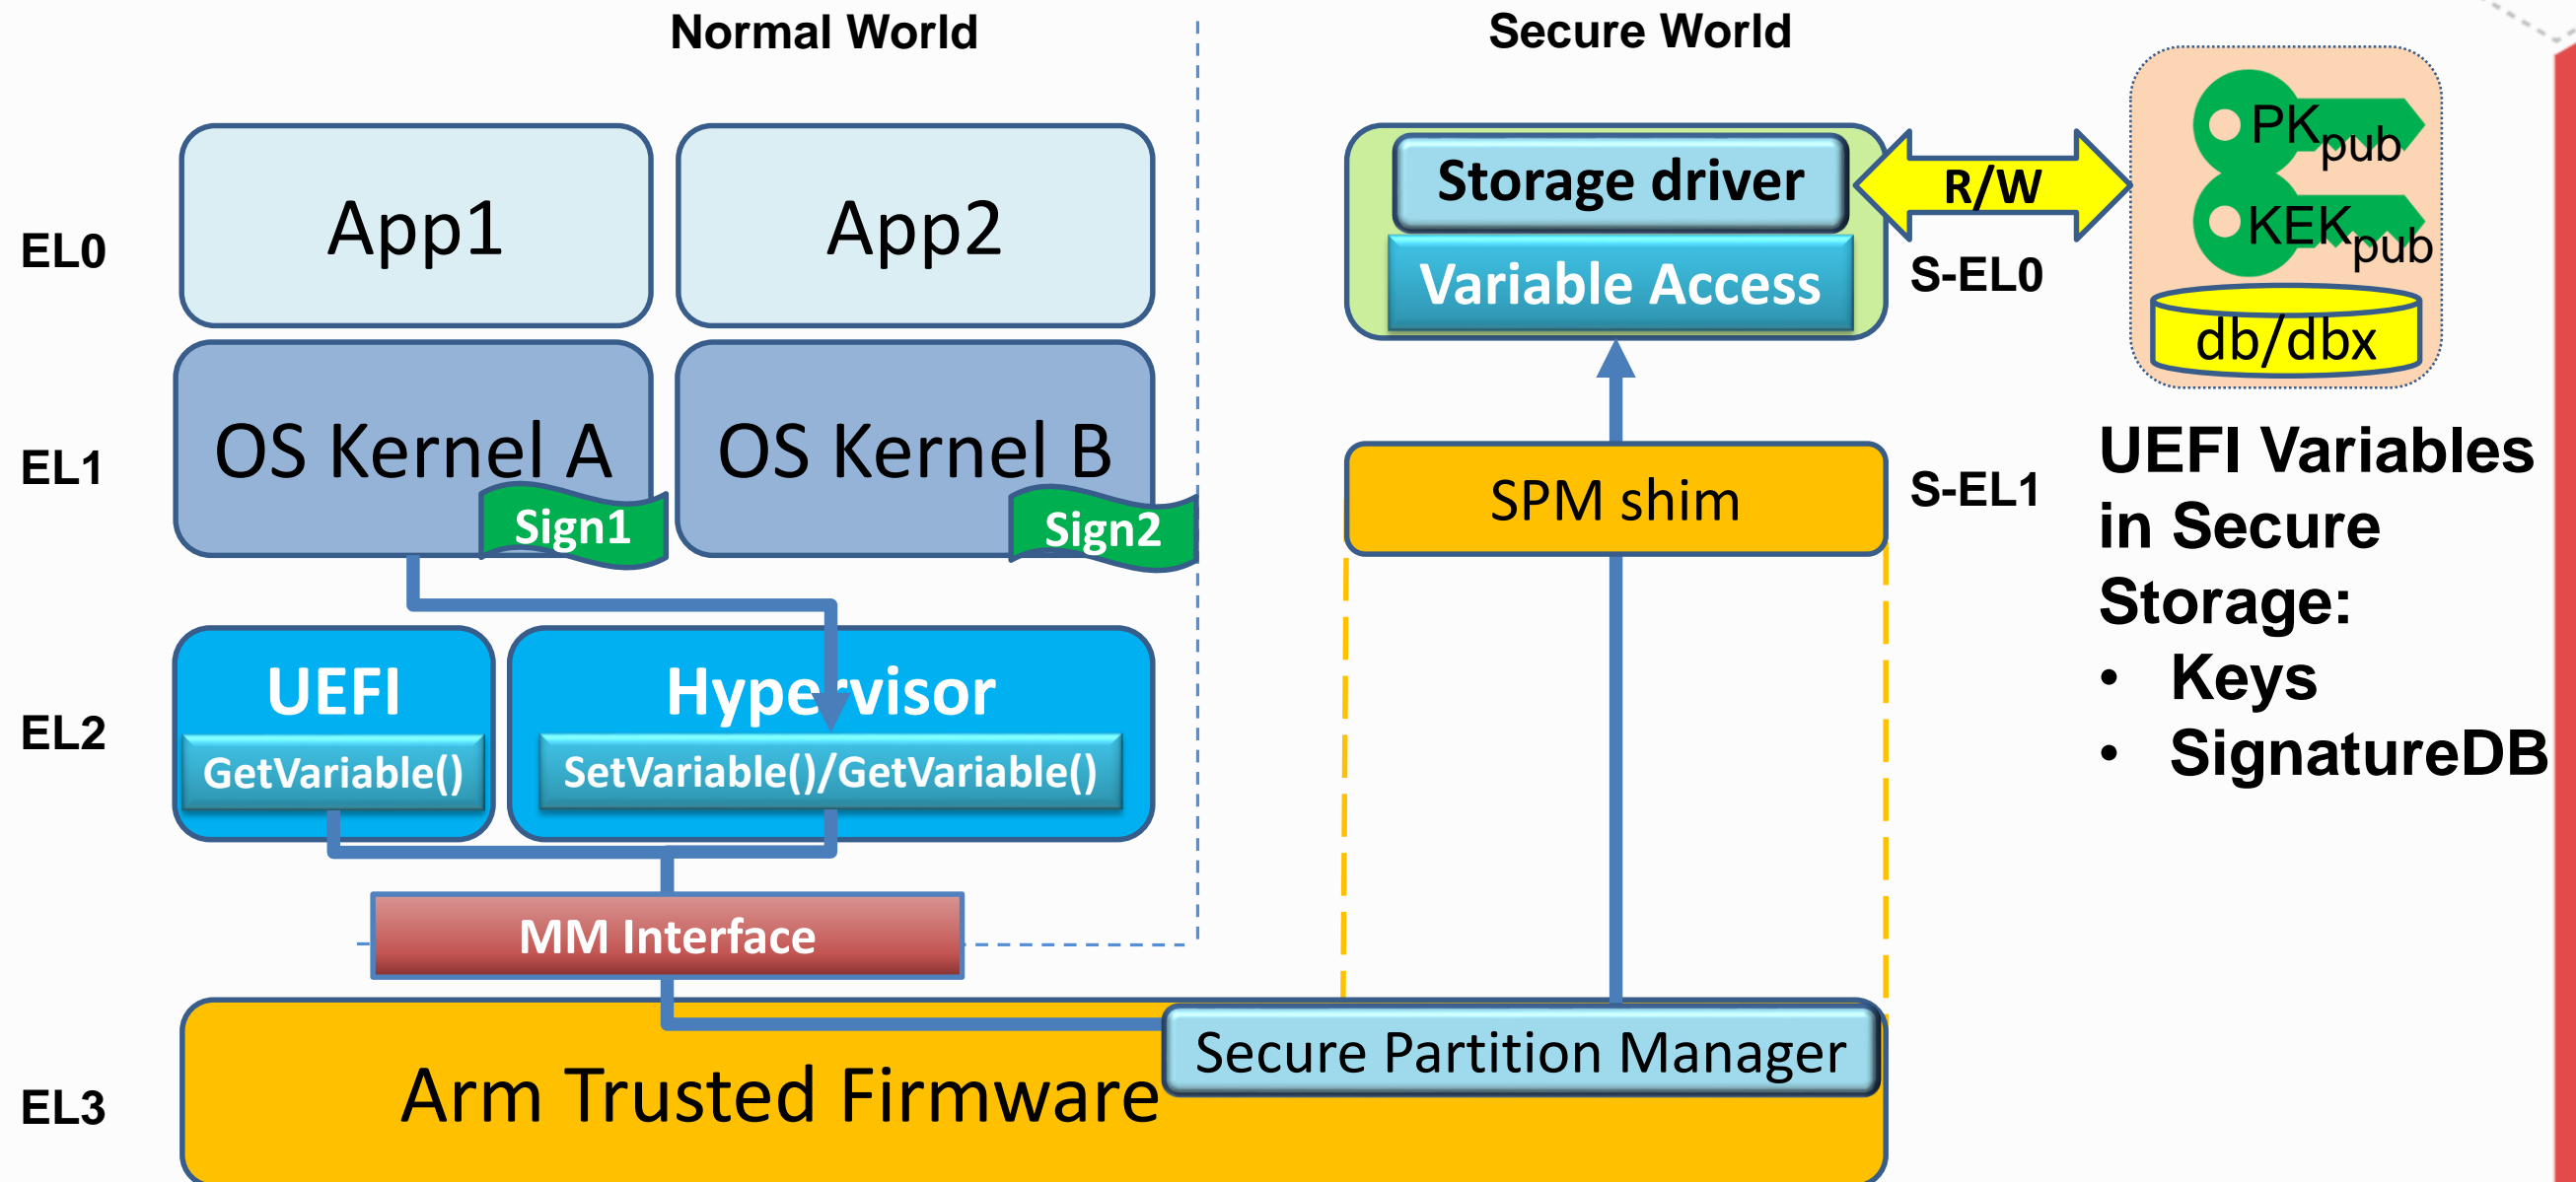 Normal World
Secure World
EL0
App1
App2
Storage driver
Variable Access
R/W
S-EL0
PKpub
KEKpub
db/dbx
EL1
OS Kernel A
Sign1
OS Kernel B
Sign2
SPM shim
S-EL1
UEFI Variables
in Secure
Storage:
• Keys
• SignatureDB
EL2
UEFI
GetVariable()
Hypervisor
SetVariable()/GetVariable()
MM Interface
EL3
Arm Trusted Firmware
Secure Partition Manager